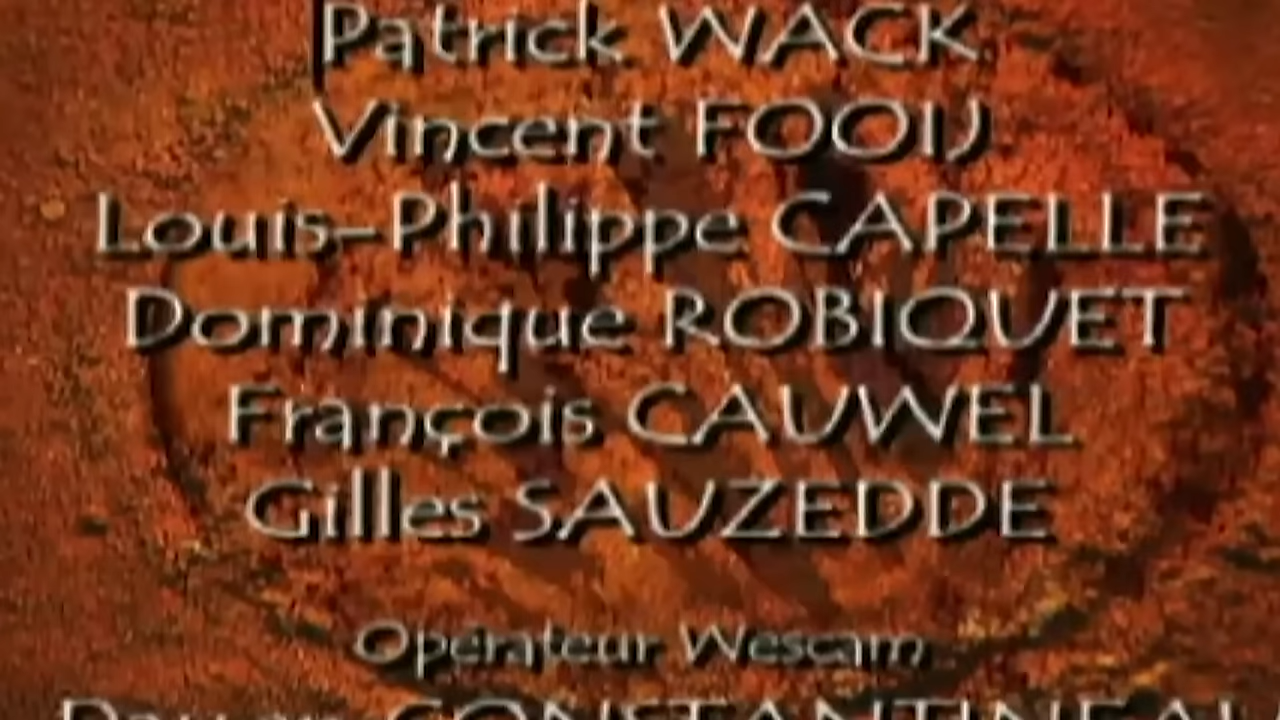 Patrick WACK
Vincent FOOIJ
Louis-Philippe CAPELLE
Dominique ROBIQUET
François CAUWEL
Gilles SAUZEDDE
Opérateur Wescam